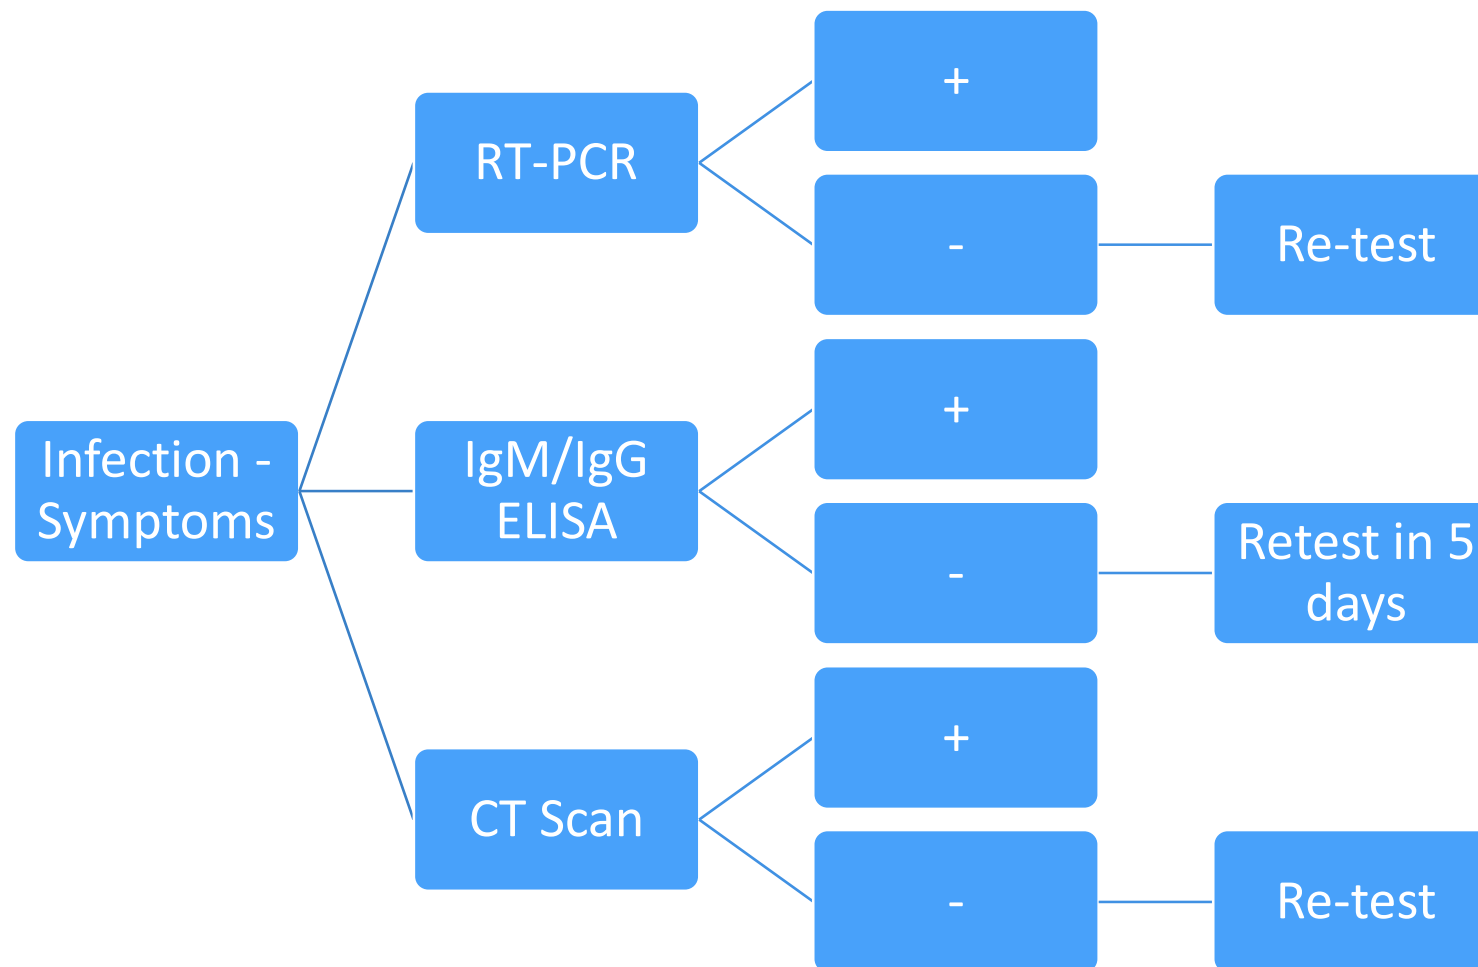 +
RT-PCR
-
Re-test
+
Infection -
Symptoms
IgM/IgG
ELISA
-
Retest in 5
days
+
CT Scan
-
Re-test